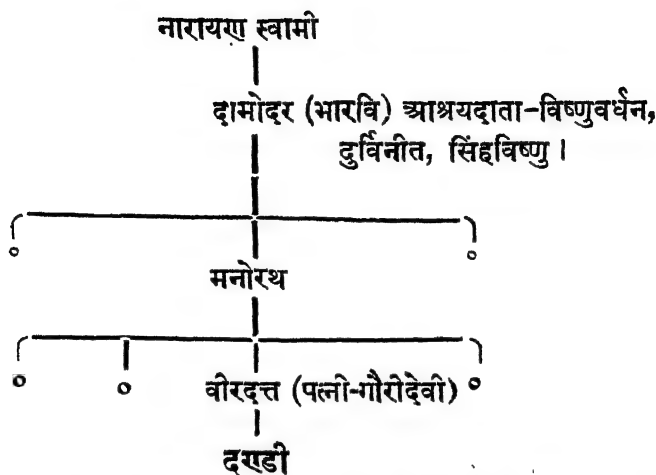 नारायण स्वामी
दामोदर (भारवि) आश्रयदाता-विष्णुवर्धन,
दुर्विनीत, सिंहविष्णु ।
मनोरथ
वीरदत्त (पत्नी-गौरीदेवी)
दण्डी